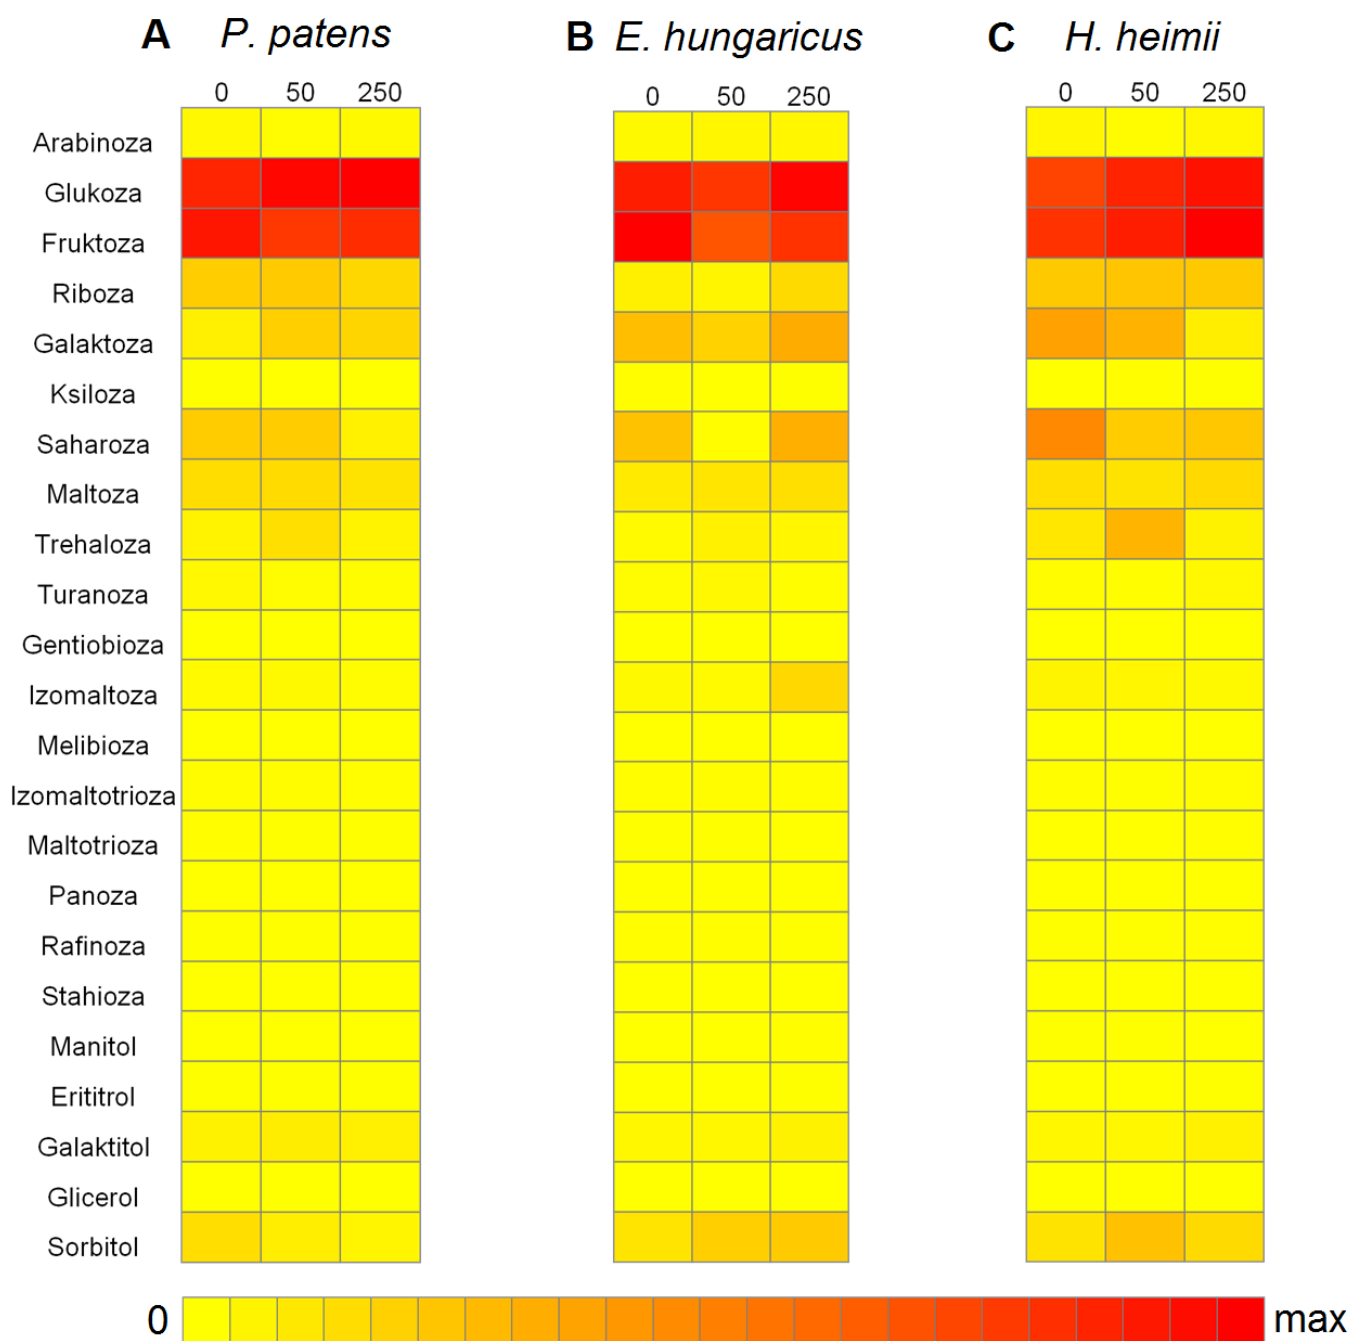 A P. patens B E. hungaricus C H. heimii
0 50 250 0 50 250 0 50 250
Arabinoza
Glukoza
Fruktoza
Riboza
Galaktoza
Ksiloza
Saharoza
Maltoza
Trehaloza
Turanoza
Gentiobioza
Izomaltoza
Melibioza
Izomaltotrioza
Maltotrioza
Panoza
Rafinoza
Stahioza
Manitol
Erititrol
Galaktitol
Glicerol
Sorbitol
0 max